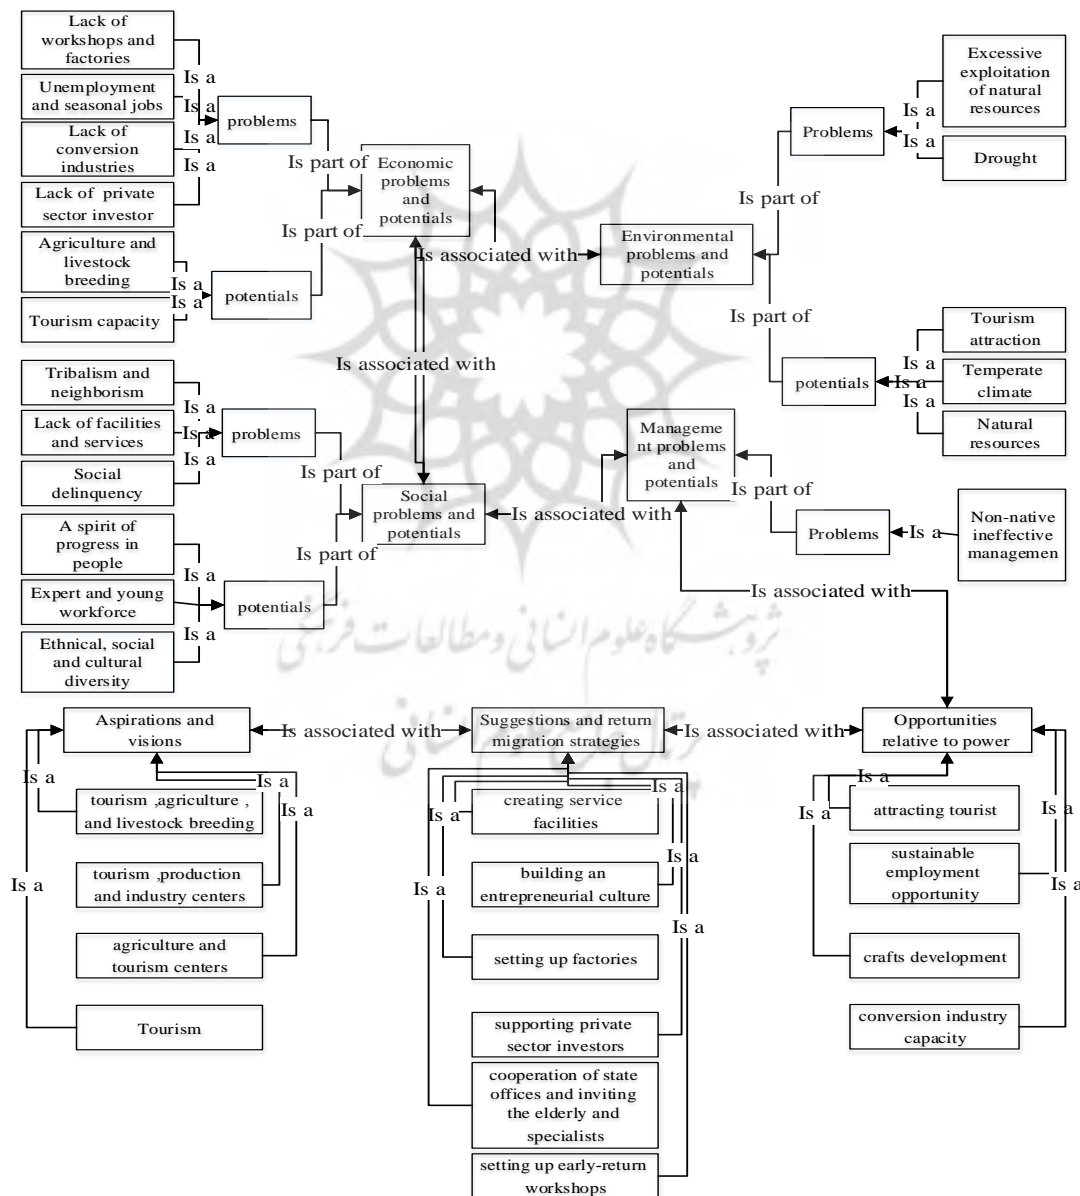 Lack of
workshops and
factories
Is a
Unemployment
and seasonal jobs
Is a
problems
Lack of
conversion
industries
Is a
Is a
Lack of private
sector investor
Is part of
Economic
problems
and
potentials
Agriculture and
livestock
breeding
Is a
Is a
potentials
Is part of
Tourism capacity
Excessive
exploitation
of natural
resources
Is a
Problems
Is a
Drought
Is part of
Is associated with
Environmental
problems and
potentials
Is part of
Tourism
attraction
Is a
potentials
Is a
Temperate
climate
Is a
Natural
resources
Is associated with
Tribalism and
neighborism
Is a
Lack of facilities
and services
Is a
problems
Is a
Social
delinquency
Is part of
Social
problems and
potentials
Is part of
A spirit of
progress in
people
Is a
Expert and young
workforce
potentials
Is a
Ethnical, social
and cultural
diversity
Is associated with
Manageme
nt problems
and
potentials
Is part of
Problems
Is a
Non-native
ineffective
managemen
Is associated with
پژوهشگاه علوم انسانی و مطالعات فرهنگی
پرتال جامع علوم انسانی
Aspirations and
visions
Is associated with
Suggestions and return
migration strategies
Is associated with
Opportunities
relative to power
Is a
Is a
tourism ,agriculture ,
and livestock breeding
Is a
tourism ,production
and industry centers
Is a
agriculture and
tourism centers
Tourism
Is a
creating service
facilities
Is a
Is a
building an
entrepreneurial culture
Is a
Is a
setting up factories
supporting private
sector investors
cooperation of state
offices and inviting
the elderly and
specialists
setting up early-return
workshops
Is a
Is a
attracting tourist
Is a
Is a
sustainable
employment
opportunity
Is a
crafts development
conversion industry
capacity